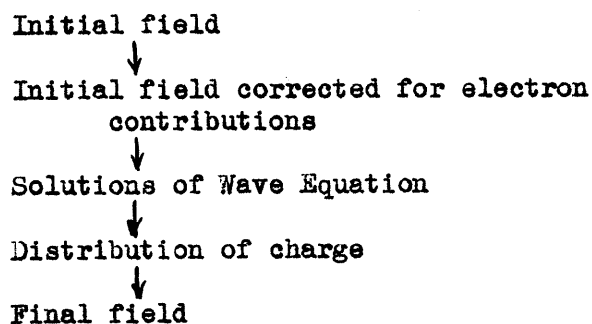 Initial field
Initial field corrected for electron
contributions
Solutions of Wave Equation
Distribution of charge
Final field